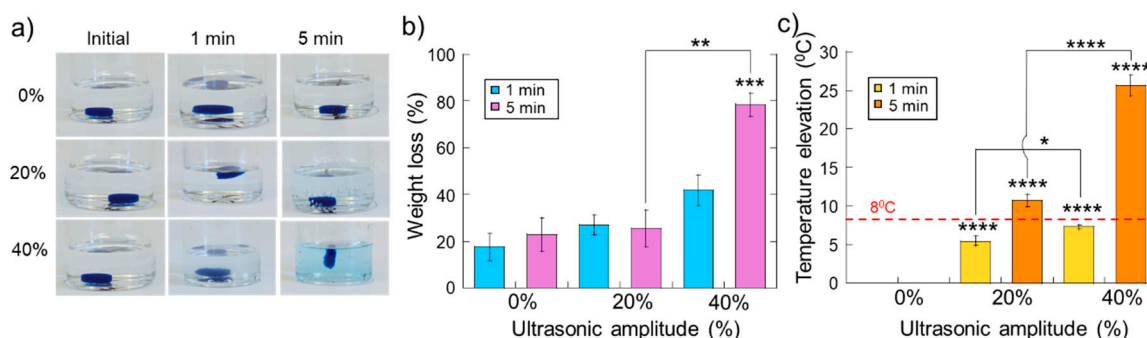 a)
Initial 1 min 5 min
0%
20%
40%
b)
Weight loss (%)
100
80
60
40
20
0
1 min
5 min
**
***
0% 20% 40%
Ultrasonic amplitude (%)
c)
Temperature elevation (⁰C)
30
25
20
15
10
5
0
1 min
5 min
****
****
*
****
8⁰C
**** ****
0% 20% 40%
Ultrasonic amplitude (%)